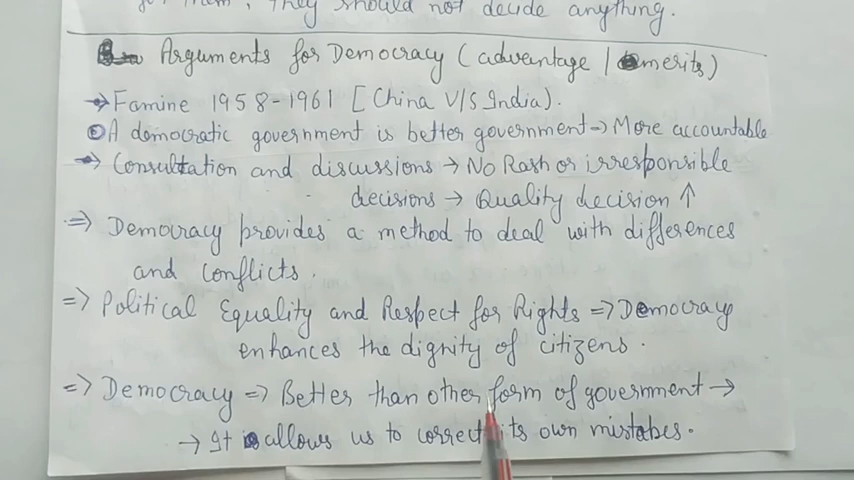 for them, they should not decide anything.
Arguments for Democracy (advantage / merits)
→ Famine 1958-1961 [China V/S India).
① A democratic government is better government → More accountable
→ Consultation and discussions → No Rash or irresponsible
decisions → Quality decision ↑
⇒ Democracy provides a method to deal with differences
and conflicts.
⇒ Political Equality and Respect for Rights ⇒ Democracy
enhances the dignity of citizens.
⇒ Democracy ⇒ Better than other form of government →
→ It allows us to correct its own mistakes.